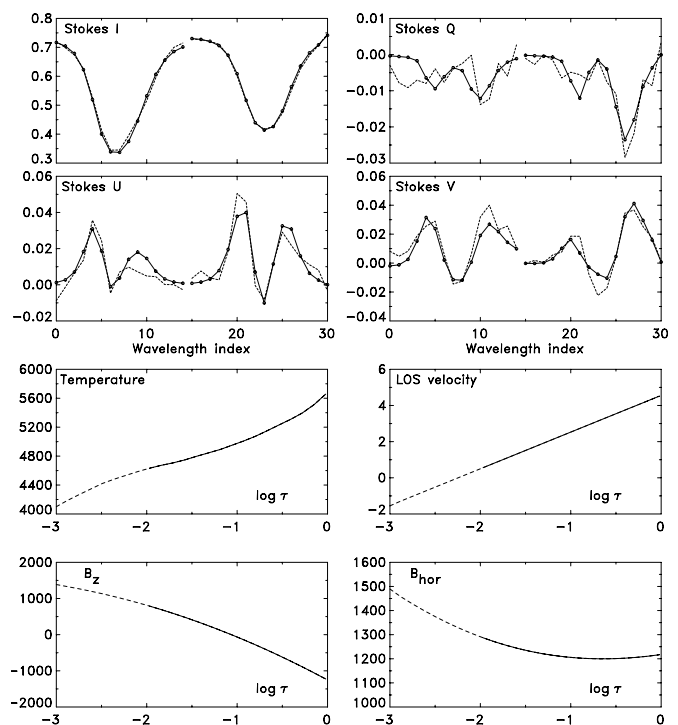 Stokes I
0.8
0.7
0.6
0.5
0.4
0.3
Stokes Q
0.01
0.00
−0.01
−0.02
−0.03
Stokes U
0.06
0.04
0.02
0.00
−0.02
0 10 20 30
Wavelength index
Stokes V
0.06
0.04
0.02
0.00
−0.02
−0.04
0 10 20 30
Wavelength index
Temperature
6000
5600
5200
4800
4400
4000
log τ
−3 −2 −1 0
LOS velocity
6
4
2
0
−2
log τ
−3 −2 −1 0
Bz
2000
1000
0
−1000
−2000
log τ
−3 −2 −1 0
Bhor
1600
1500
1400
1300
1200
1100
1000
log τ
−3 −2 −1 0